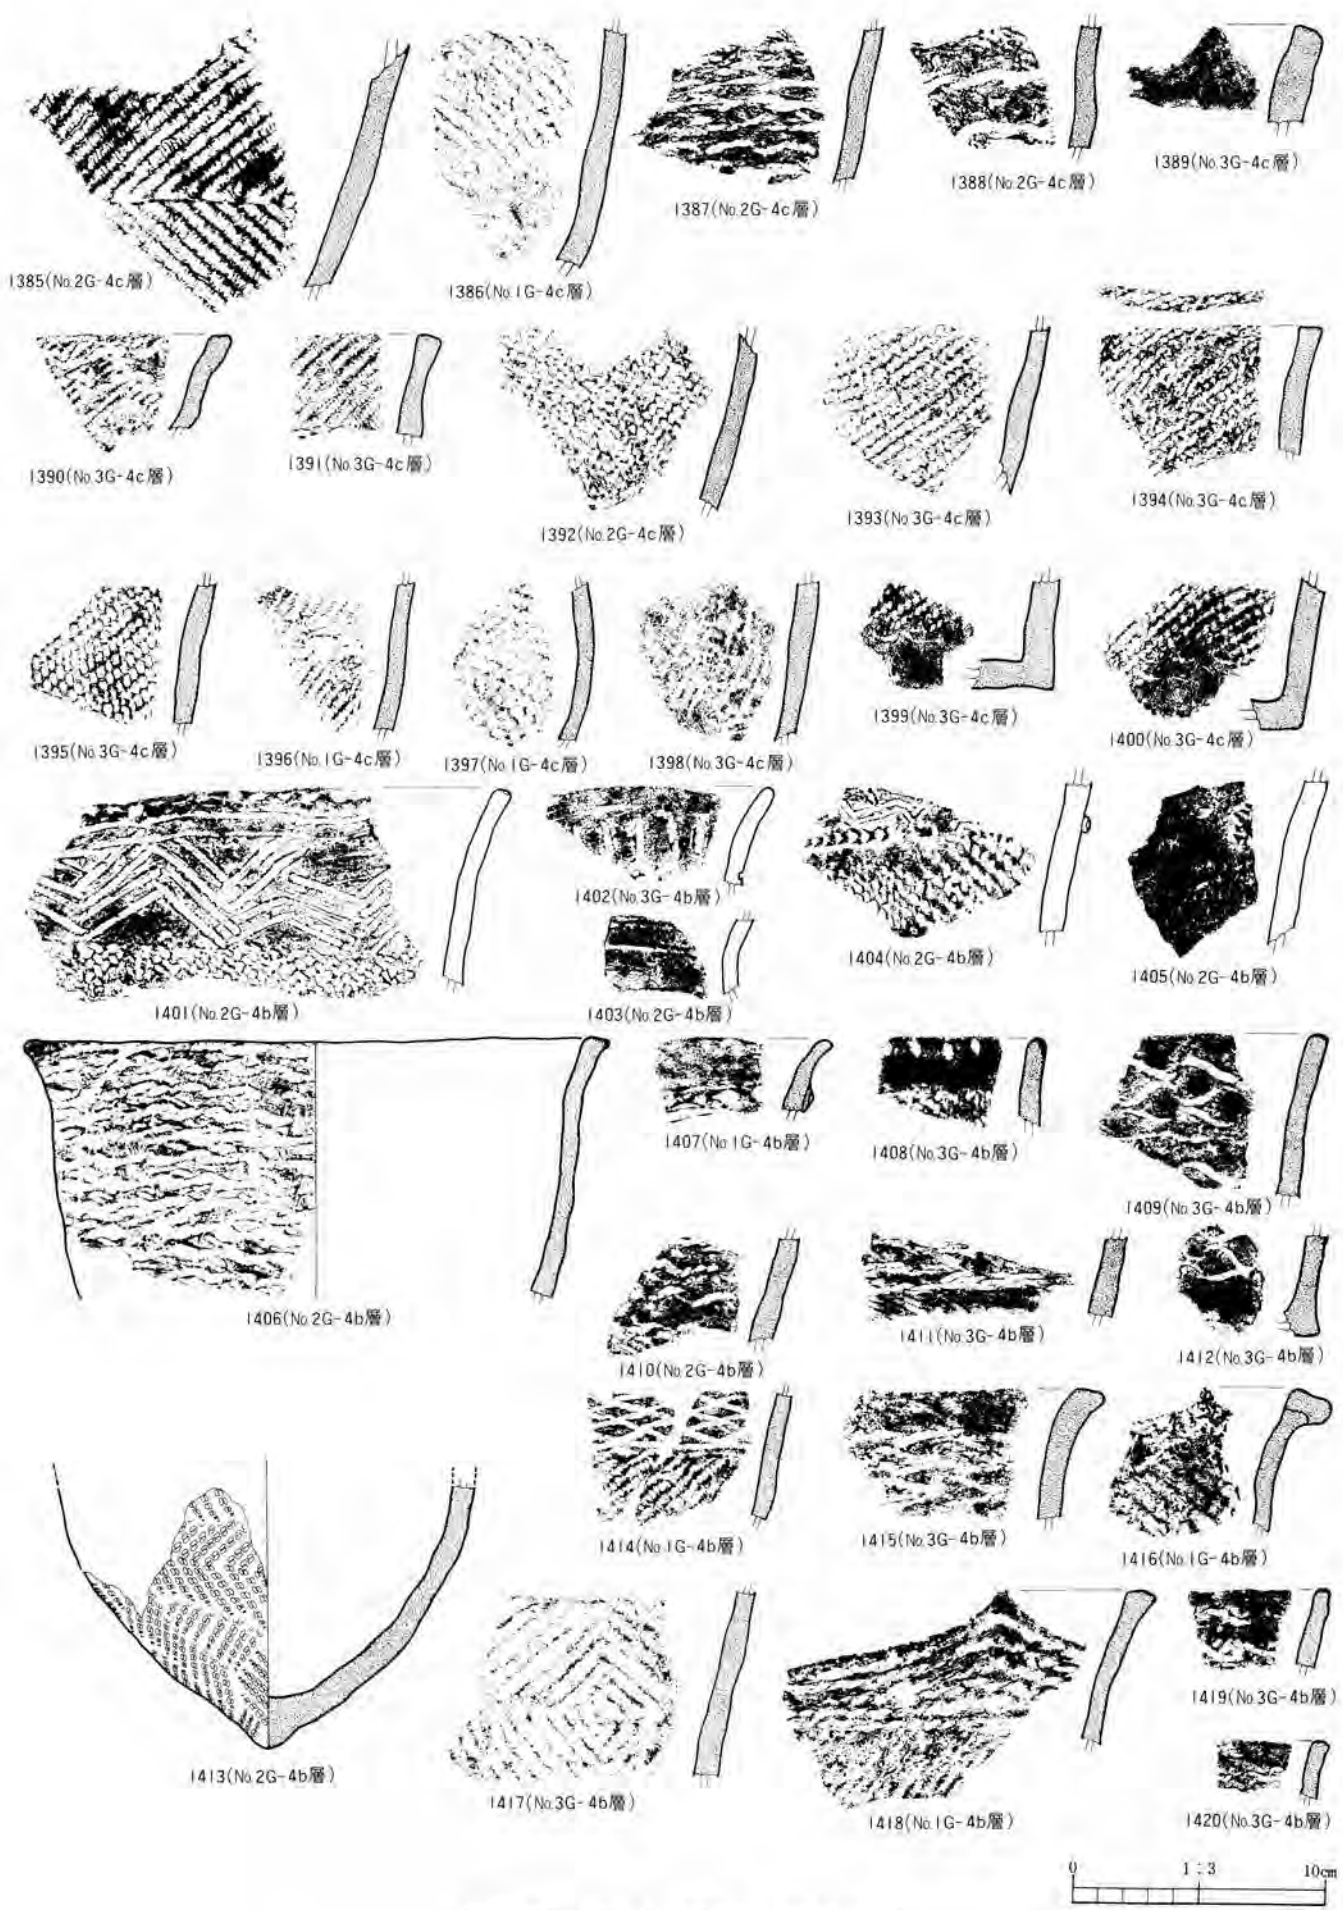 1385(No.2G-4c層)
1386(No.1G-4c層)
1387(No.2G-4c層)
1388(No.2G-4c層)
1389(No.3G-4c層)
1390(No.3G-4c層)
1391(No.3G-4c層)
1392(No.2G-4c層)
1393(No.3G-4c層)
1394(No.3G-4c層)
1395(No.3G-4c層)
1396(No.1G-4c層)
1397(No.1G-4c層)
1398(No.3G-4c層)
1399(No.3G-4c層)
1400(No.3G-4c層)
1401(No.2G-4b層)
1402(No.3G-4b層)
1403(No.2G-4b層)
1404(No.2G-4b層)
1405(No.2G-4b層)
1406(No.2G-4b層)
1407(No.1G-4b層)
1408(No.3G-4b層)
1409(No.3G-4b層)
1410(No.2G-4b層)
1411(No.3G-4b層)
1412(No.3G-4b層)
1413(No.2G-4b層)
1414(No.1G-4b層)
1415(No.3G-4b層)
1416(No.1G-4b層)
1417(No.3G-4b層)
1418(No.1G-4b層)
1419(No.3G-4b層)
1420(No.3G-4b層)
0 1:3 10cm